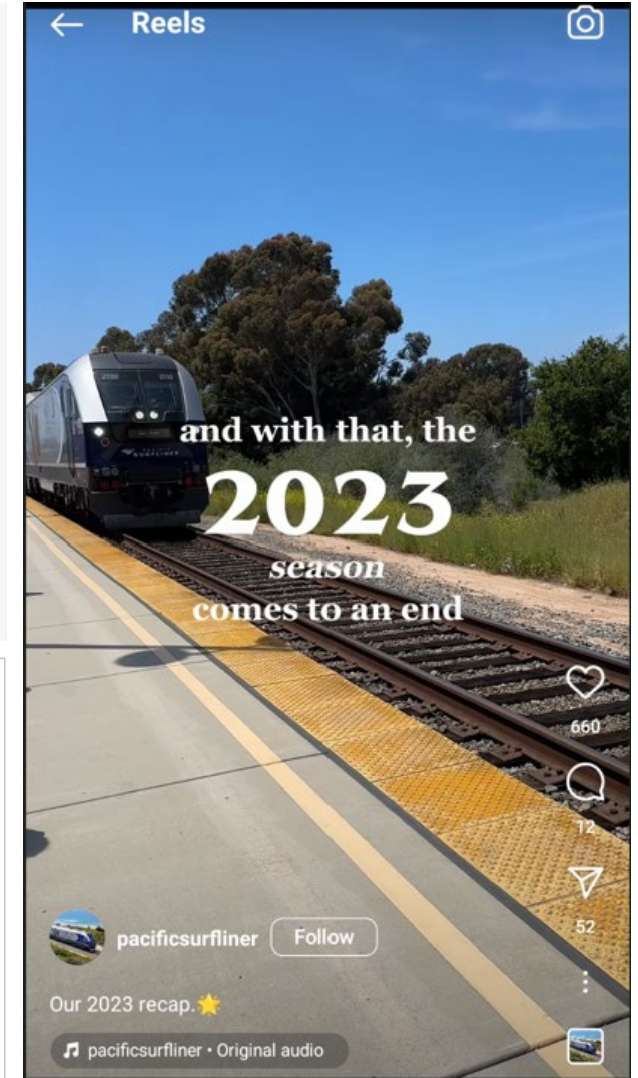 Reels
and with that, the
2023
season
comes to an end
SURFLINER
660
12
52
pacificsurfliner
Follow
Our 2023 recap.
pacificsurfliner • Original audio